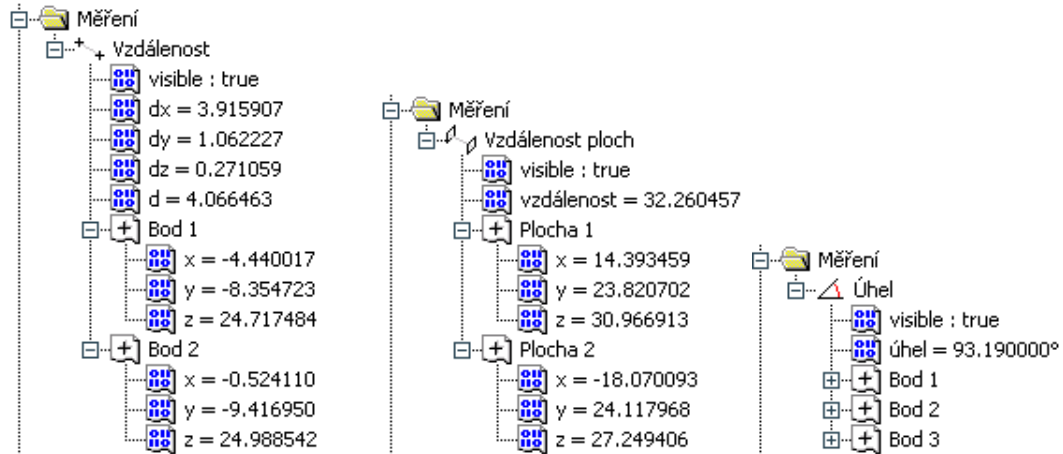 Měření
Vzdálenost
visible : true
dx = 3.915907
dy = 1.062227
dz = 0.271059
d = 4.066463
Bod 1
x = -4.440017
y = -8.354723
z = 24.717484
Bod 2
x = -0.524110
y = -9.416950
z = 24.988542
Měření
Vzdálenost ploch
visible : true
vzdálenost = 32.260457
Plocha 1
x = 14.393459
y = 23.820702
z = 30.966913
Plocha 2
x = -18.070093
y = 24.117968
z = 27.249406
Měření
Úhel
visible : true
úhel = 93.190000°
Bod 1
Bod 2
Bod 3